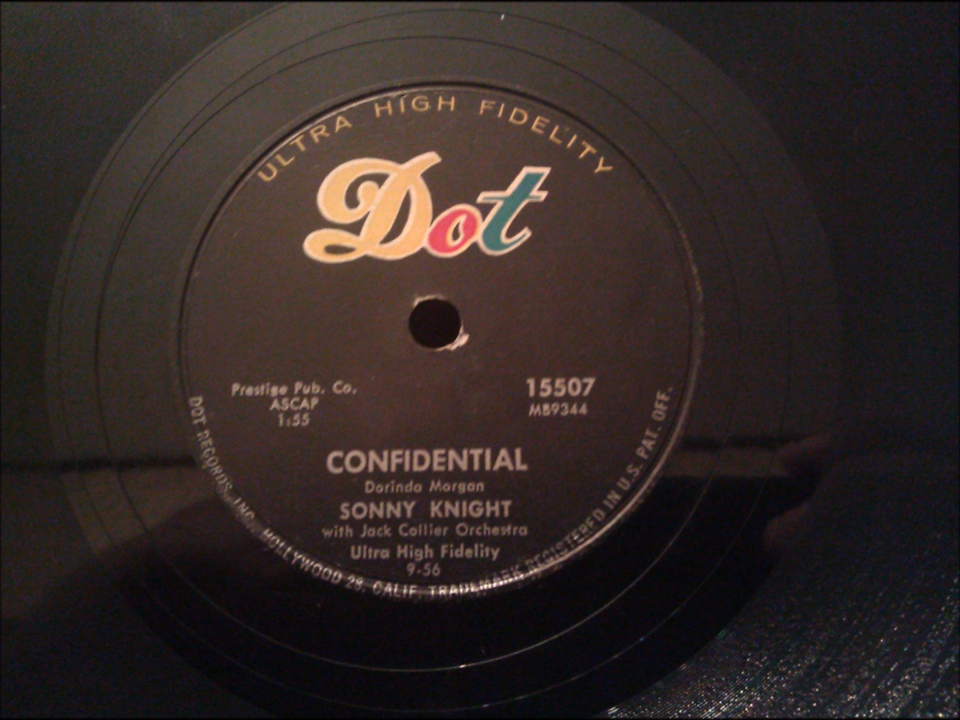 ULTRA HIGH FIDELITY
Dot
Prestige Pub. Co.
ASCAP
1:55
15507
MB9344
CONFIDENTIAL
Dorinda Morgan
SONNY KNIGHT
with Jack Collier Orchestra
Ultra High Fidelity
9-56
DOT RECORDS, INC. HOLLYWOOD 28, CALIF. TRADEMARK REGISTERED IN U.S. PAT. OFF.